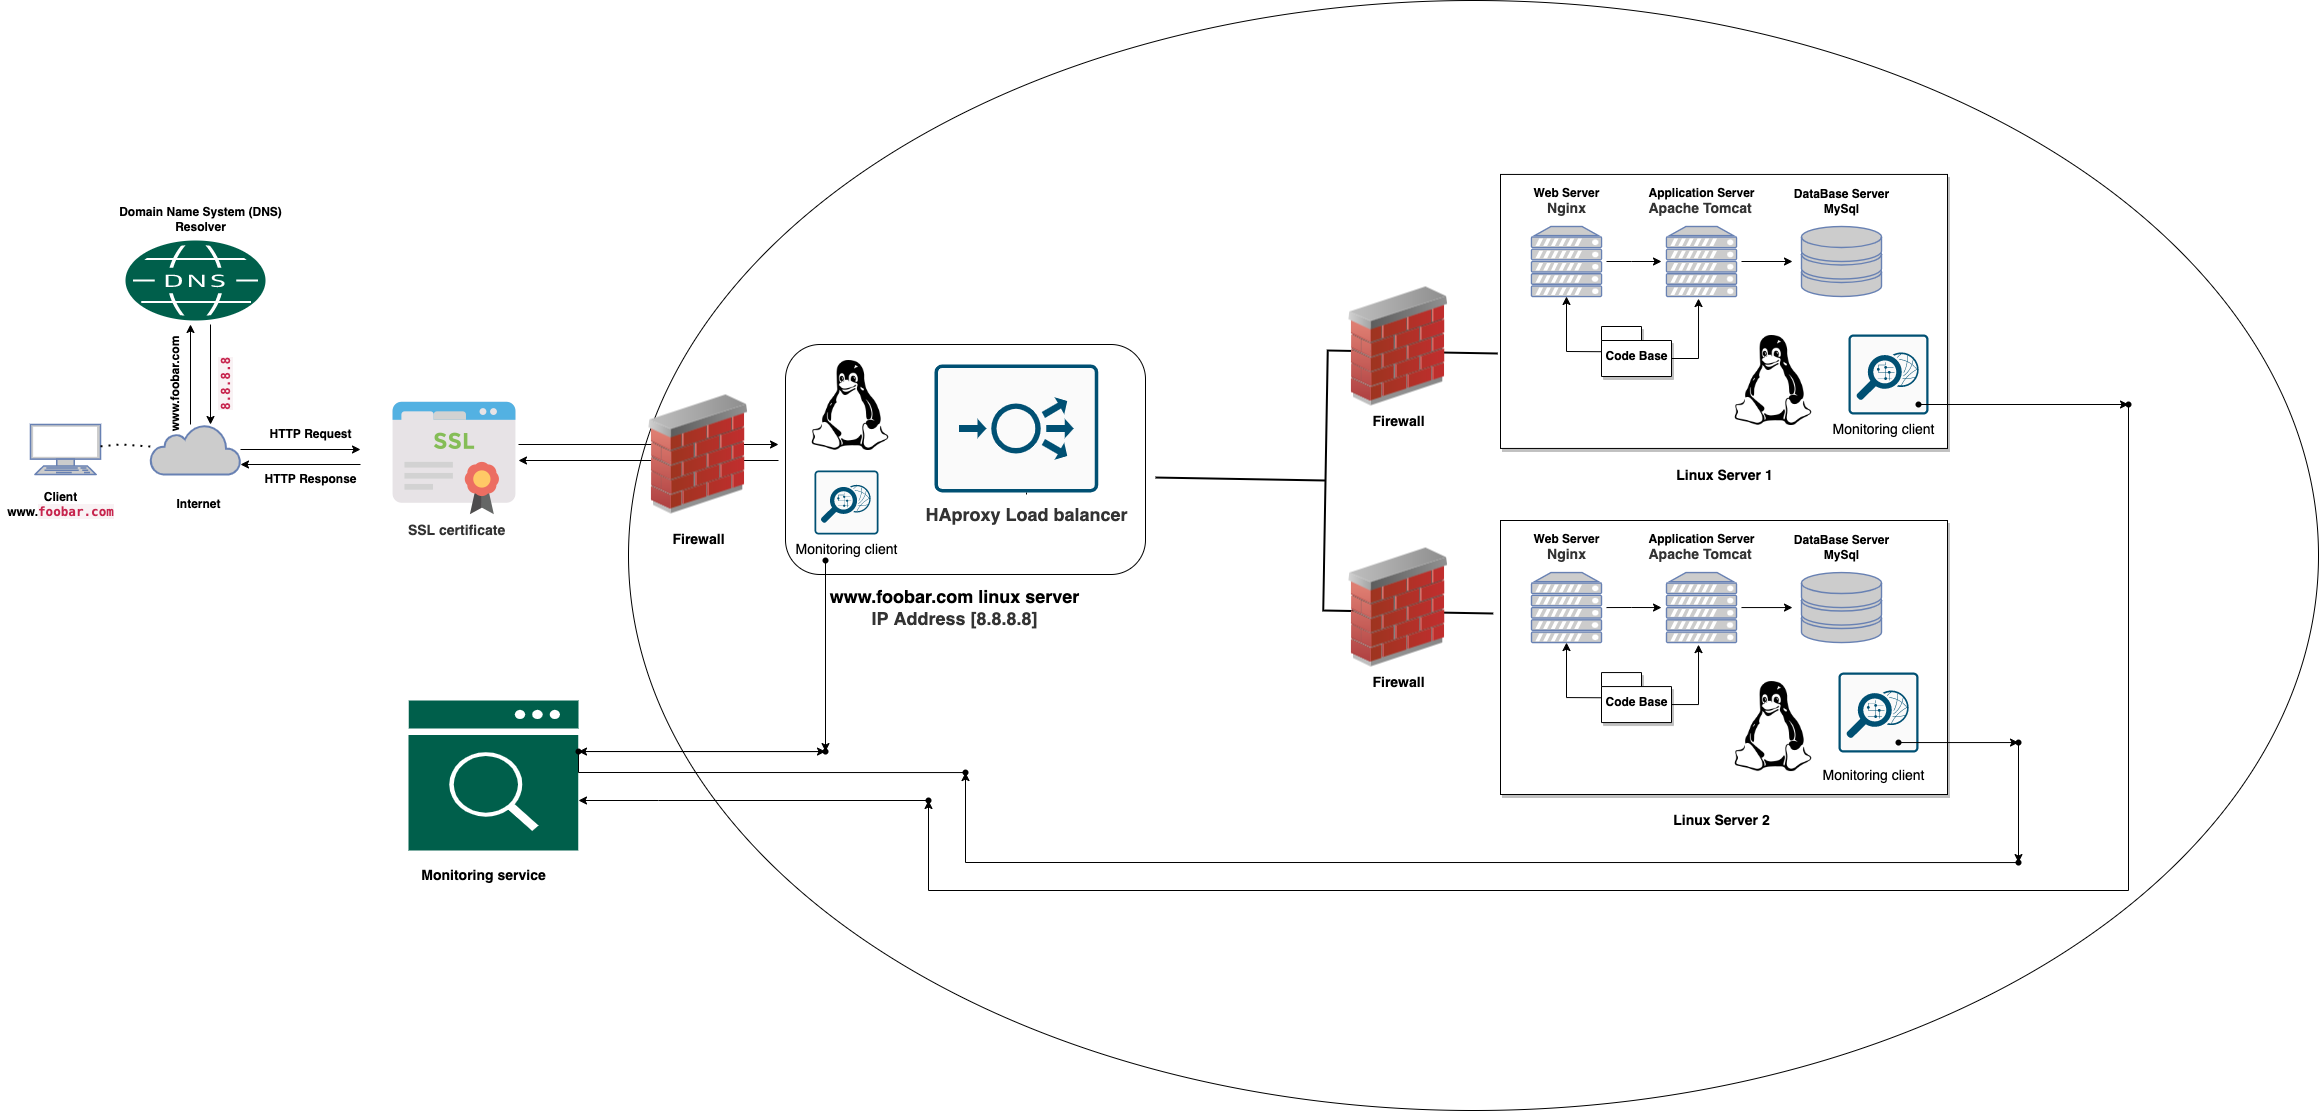 Domain Name System (DNS)
Resolver
DNS
www.foobar.com
8.8.8.8
Client
www.foobar.com
Internet
HTTP Request
HTTP Response
SSL
SSL certificate
Firewall
Monitoring client
HAproxy Load balancer
www.foobar.com linux server
IP Address [8.8.8.8]
Monitoring service
Firewall
Firewall
Web Server
Nginx
Application Server
Apache Tomcat
DataBase Server
MySql
Code Base
Monitoring client
Linux Server 1
Web Server
Nginx
Application Server
Apache Tomcat
DataBase Server
MySql
Code Base
Monitoring client
Linux Server 2